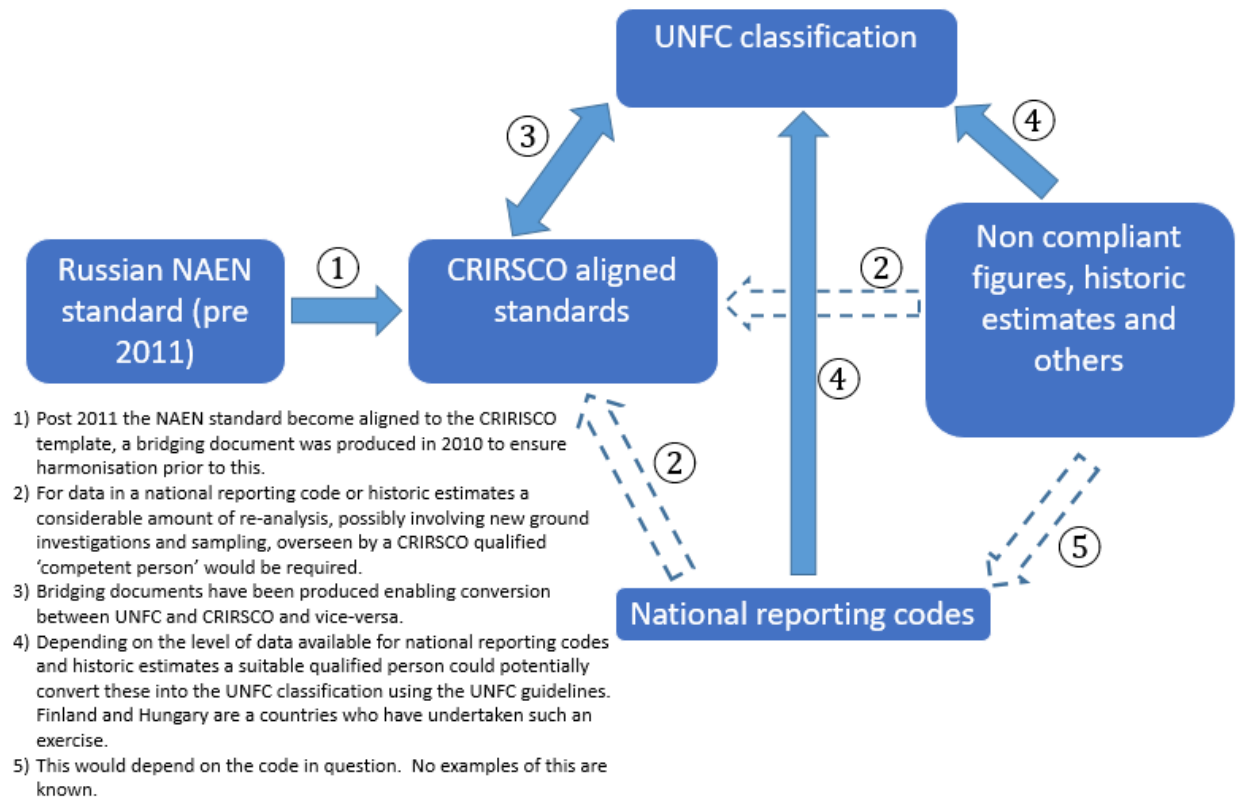 UNFC classification
③
④
Russian NAEN
standard (pre
2011)
①
CRIRSCO aligned
standards
②
Non compliant
figures, historic
estimates and
others
④
②
⑤
National reporting codes
1) Post 2011 the NAEN standard become aligned to the CRIRISCO
template, a bridging document was produced in 2010 to ensure
harmonisation prior to this.
2) For data in a national reporting code or historic estimates a
considerable amount of re-analysis, possibly involving new ground
investigations and sampling, overseen by a CRIRSCO qualified
‘competent person’ would be required.
3) Bridging documents have been produced enabling conversion
between UNFC and CRIRSCO and vice-versa.
4) Depending on the level of data available for national reporting codes
and historic estimates a suitable qualified person could potentially
convert these into the UNFC classification using the UNFC guidelines.
Finland and Hungary are a countries who have undertaken such an
exercise.
5) This would depend on the code in question.  No examples of this are
known.